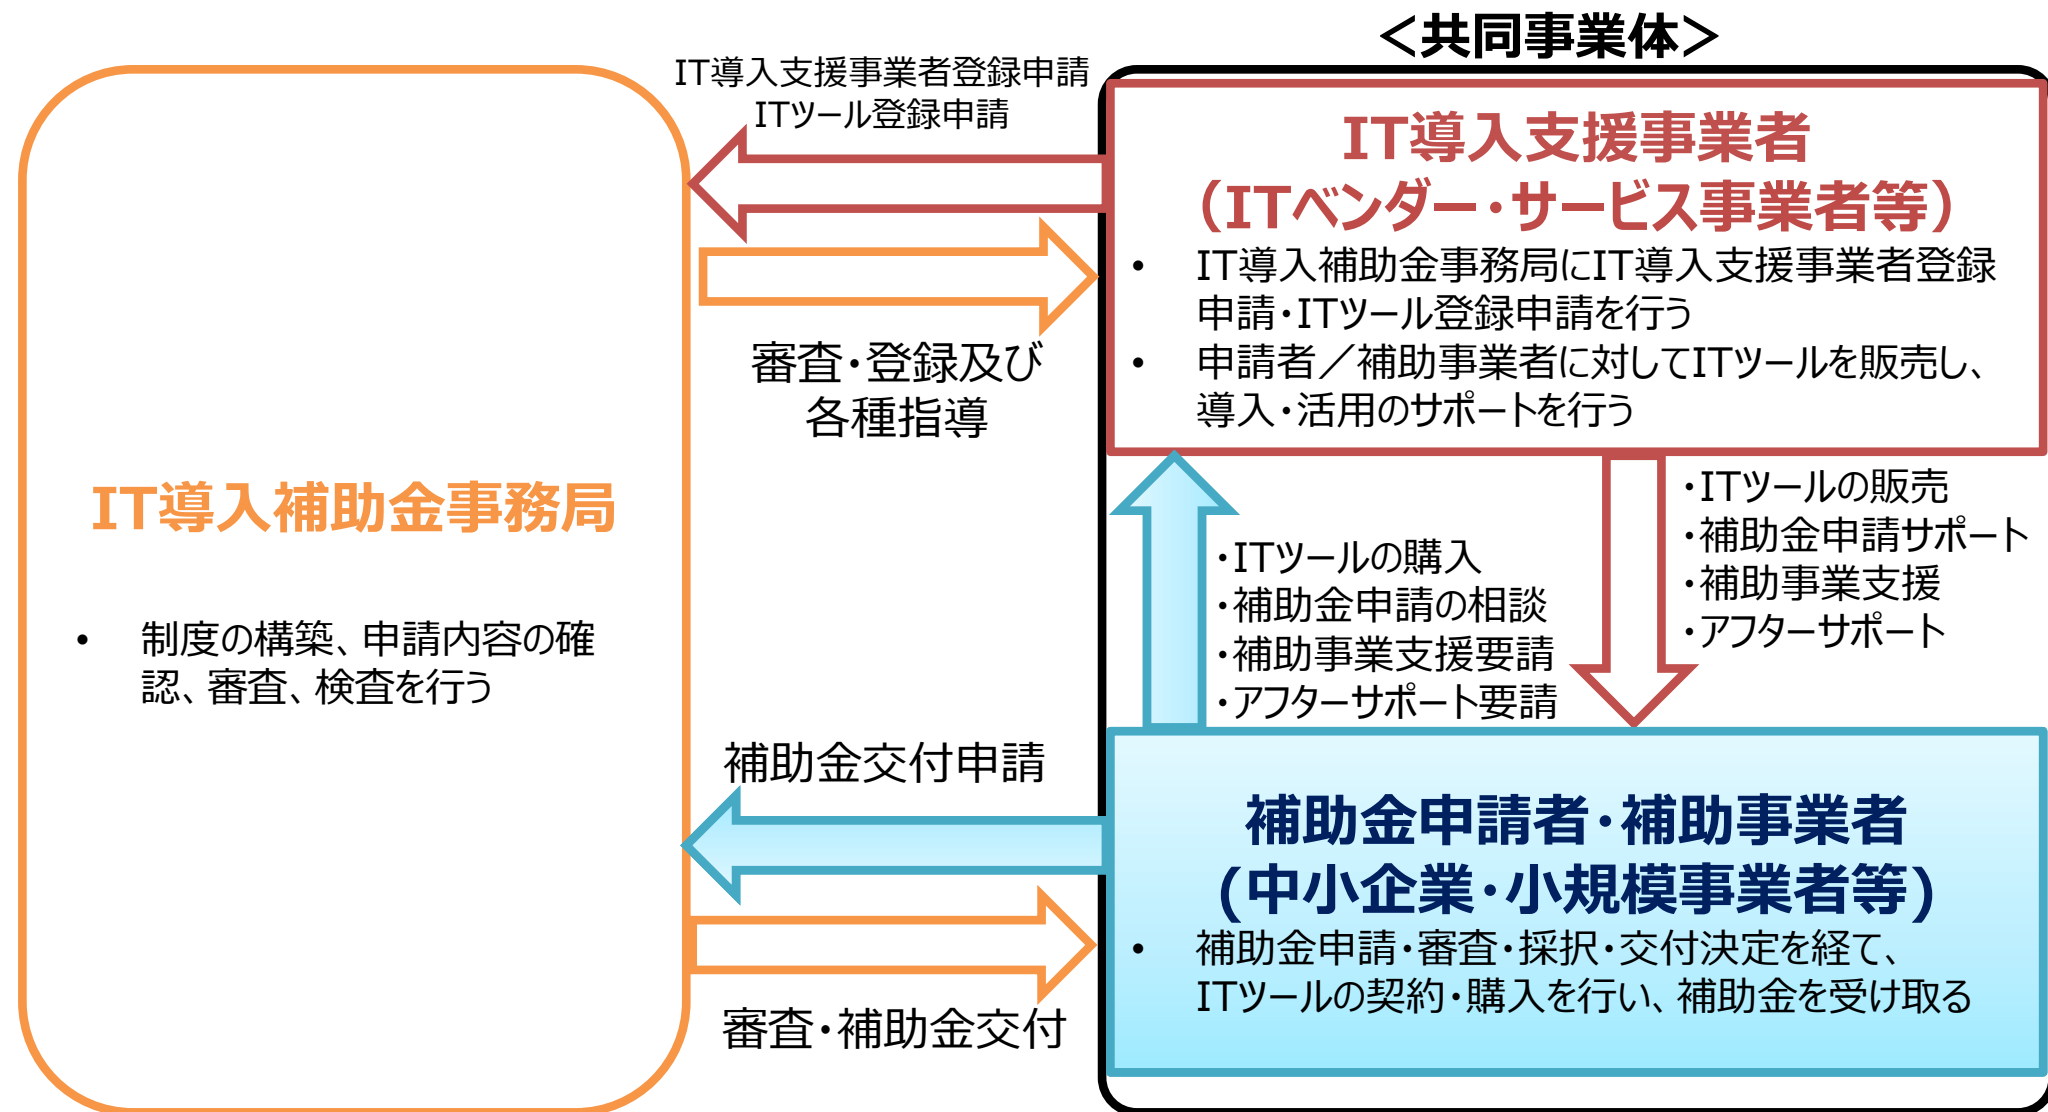 ＜共同事業体＞
IT導入支援事業者登録申請
ITツール登録申請
審査･登録及び
各種指導
IT導入補助金事務局
• 制度の構築、申請内容の確
認、審査、検査を行う
IT導入支援事業者
（ITベンダー･サービス事業者等）
• IT導入補助金事務局にIT導入支援事業者登録
申請･ITツール登録申請を行う
• 申請者／補助事業者に対してITツールを販売し、
導入･活用のサポートを行う
･ITツールの購入
･補助金申請の相談
･補助事業支援要請
･アフターサポート要請
･ITツールの販売
･補助金申請サポート
･補助事業支援
･アフターサポート
補助金交付申請
審査･補助金交付
補助金申請者･補助事業者
(中小企業･小規模事業者等)
• 補助金申請･審査･採択･交付決定を経て、
ITツールの契約･購入を行い、補助金を受け取る